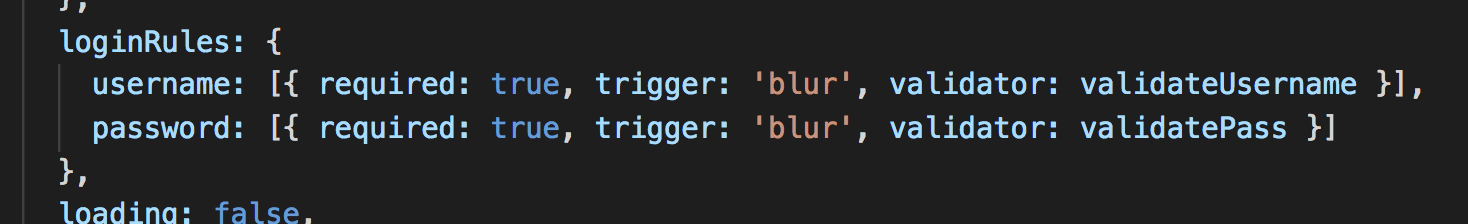 },
loginRules: {
username: [{ required: true, trigger: 'blur', validator: validateUsername }],
password: [{ required: true, trigger: 'blur', validator: validatePass }]
},
loading: false,